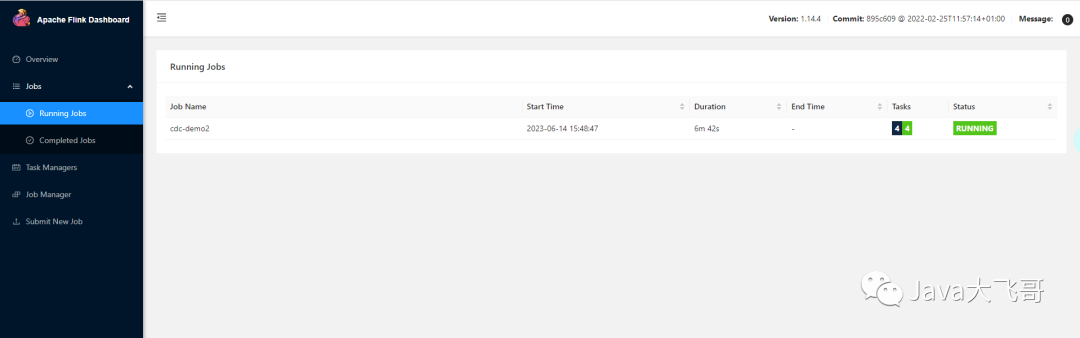 Apache Flink Dashboard
Version: 1.14.4 Commit: 895c609 @ 2022-02-25T11:57:14+01:00 Message: 0
Overview
Jobs
Running Jobs
Completed Jobs
Task Managers
Job Manager
Submit New Job
Running Jobs
Job Name Start Time Duration End Time Tasks Status
cdc-demo2 2023-06-14 15:48:47 6m 42s - 4 4 RUNNING
Java大飞哥